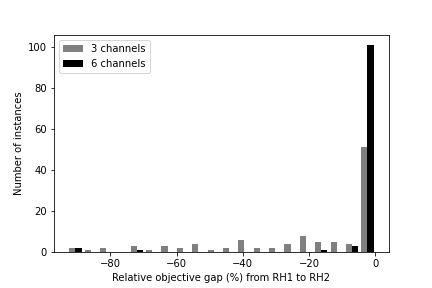 3 channels
6 channels
100
80
60
40
20
0
Number of instances
−80
−60
−40
−20
0
Relative objective gap (%) from RH1 to RH2